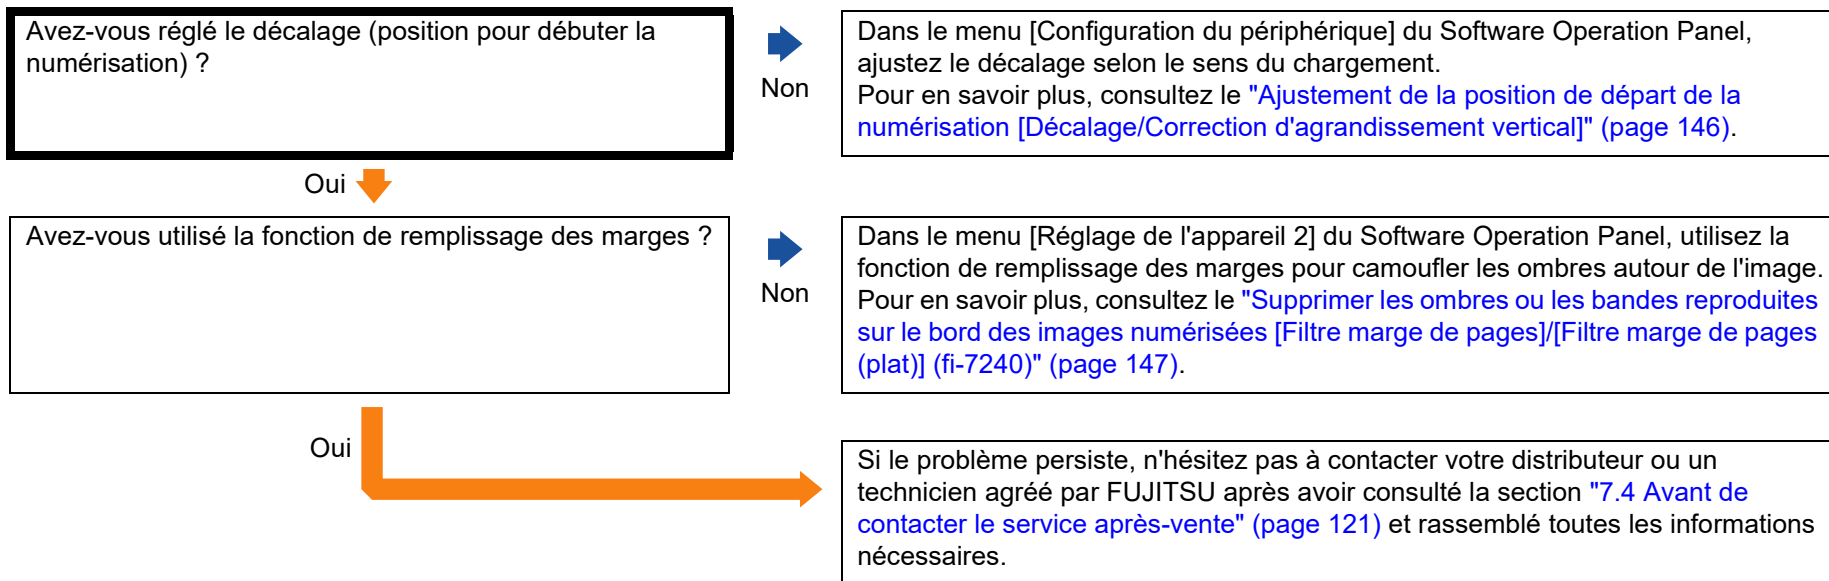 Avez-vous réglé le décalage (position pour débuter la
numérisation) ?
Non
Dans le menu [Configuration du périphérique] du Software Operation Panel,
ajustez le décalage selon le sens du chargement.
Pour en savoir plus, consultez le "Ajustement de la position de départ de la
numérisation [Décalage/Correction d'agrandissement vertical]" (page 146).
Oui
Avez-vous utilisé la fonction de remplissage des marges ?
Non
Dans le menu [Réglage de l'appareil 2] du Software Operation Panel, utilisez la
fonction de remplissage des marges pour camoufler les ombres autour de l'image.
Pour en savoir plus, consultez le "Supprimer les ombres ou les bandes reproduites
sur le bord des images numérisées [Filtre marge de pages]/[Filtre marge de pages
(plat)] (fi-7240)" (page 147).
Oui
Si le problème persiste, n'hésitez pas à contacter votre distributeur ou un
technicien agréé par FUJITSU après avoir consulté la section "7.4 Avant de
contacter le service après-vente" (page 121) et rassemblé toutes les informations
nécessaires.